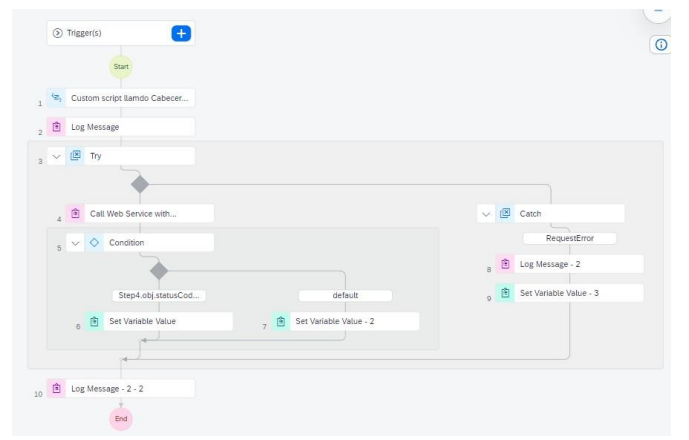 Trigger(s)
Start
1 Custom script llamdo Cabecer...
2 Log Message
3 Try
4 Call Web Service with...
Catch
5 Condition
RequestError
8 Log Message - 2
Step4.obj.statusCod...
default
9 Set Variable Value - 3
6 Set Variable Value
7 Set Variable Value - 2
10 Log Message - 2 - 2
End